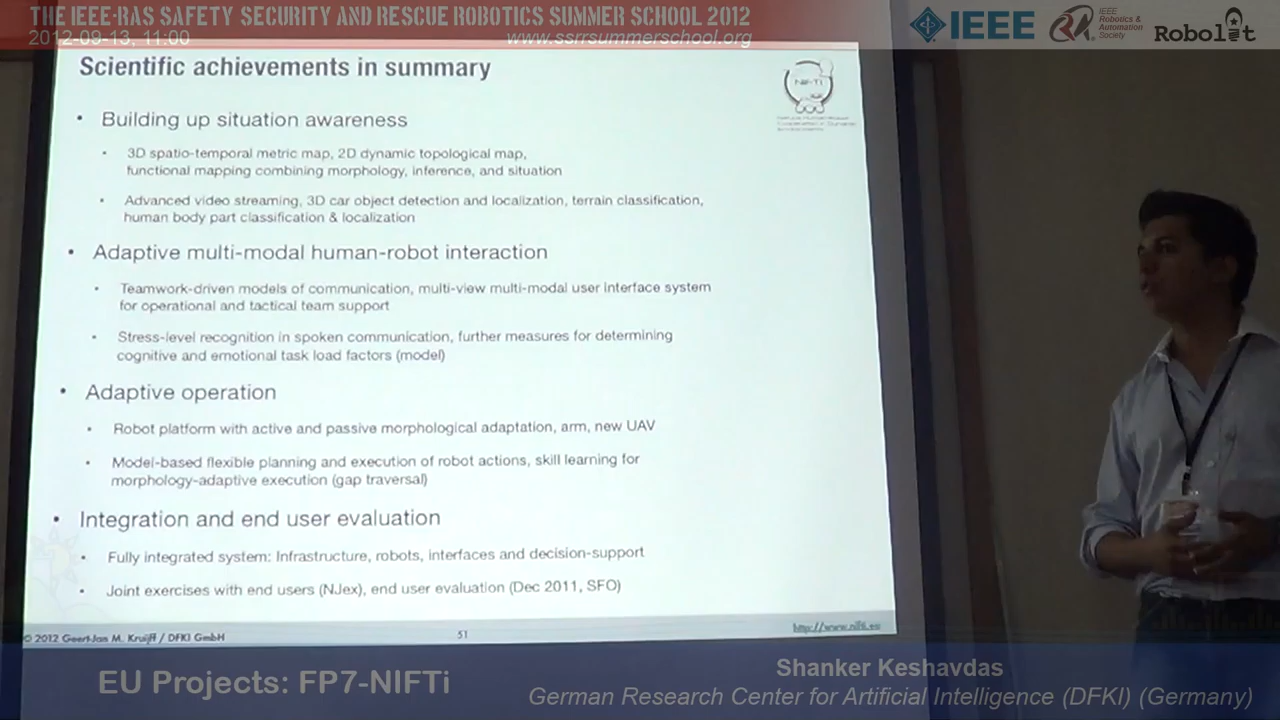 THE IEEE-RAS SAFETY SECURITY AND RESCUE ROBOTICS SUMMER SCHOOL 2012
2012-09-13, 11:00
www.ssrrsummerschool.org
IEEE
IEEE
Robotics &
Automation
Society
Robolit
Scientific achievements in summary
NIFTi
• Building up situation awareness
• 3D spatio-temporal metric map, 2D dynamic topological map,
functional mapping combining morphology, inference, and situation
• Advanced video streaming, 3D car object detection and localization, terrain classification,
human body part classification & localization
• Adaptive multi-modal human-robot interaction
• Teamwork-driven models of communication, multi-view multi-modal user interface system
for operational and tactical team support
• Stress-level recognition in spoken communication, further measures for determining
cognitive and emotional task load factors (model)
• Adaptive operation
• Robot platform with active and passive morphological adaptation, arm, new UAV
• Model-based flexible planning and execution of robot actions, skill learning for
morphology-adaptive execution (gap traversal)
• Integration and end user evaluation
• Fully integrated system: Infrastructure, robots, interfaces and decision-support
• Joint exercises with end users (NJex), end user evaluation (Dec 2011, SFO)
© 2012 Geert-Jan M. Kruijff / DFKI GmbH
51
http://www.nifti.eu
EU Projects: FP7-NIFTi
Shanker Keshavdas
German Research Center for Artificial Intelligence (DFKI) (Germany)